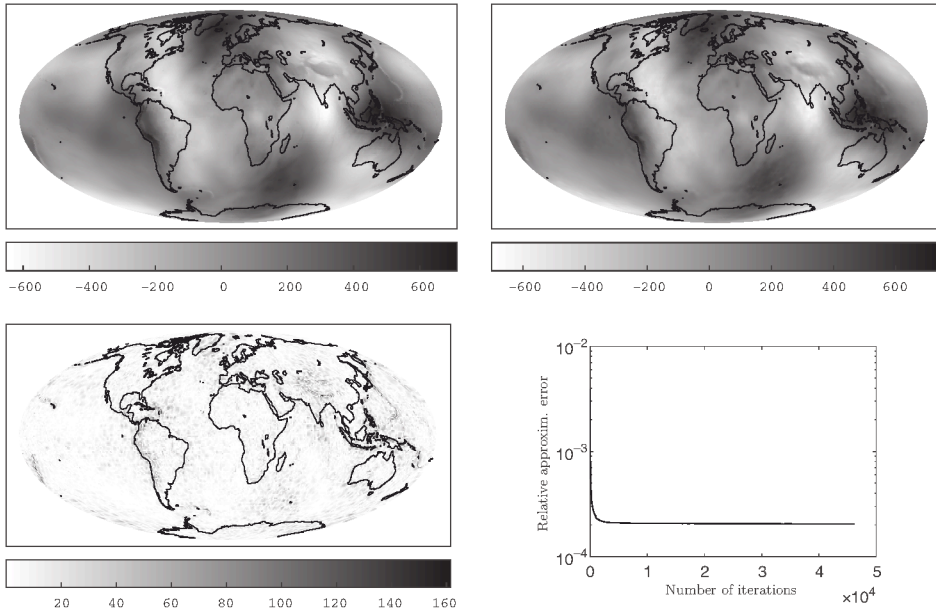 −600 −400 −200 0 200 400 600
−600 −400 −200 0 200 400 600
20 40 60 80 100 120 140 160
Relative approxim. error
10⁻²
10⁻³
10⁻⁴
0 1 2 3 4 5
Number of iterations
×10⁴